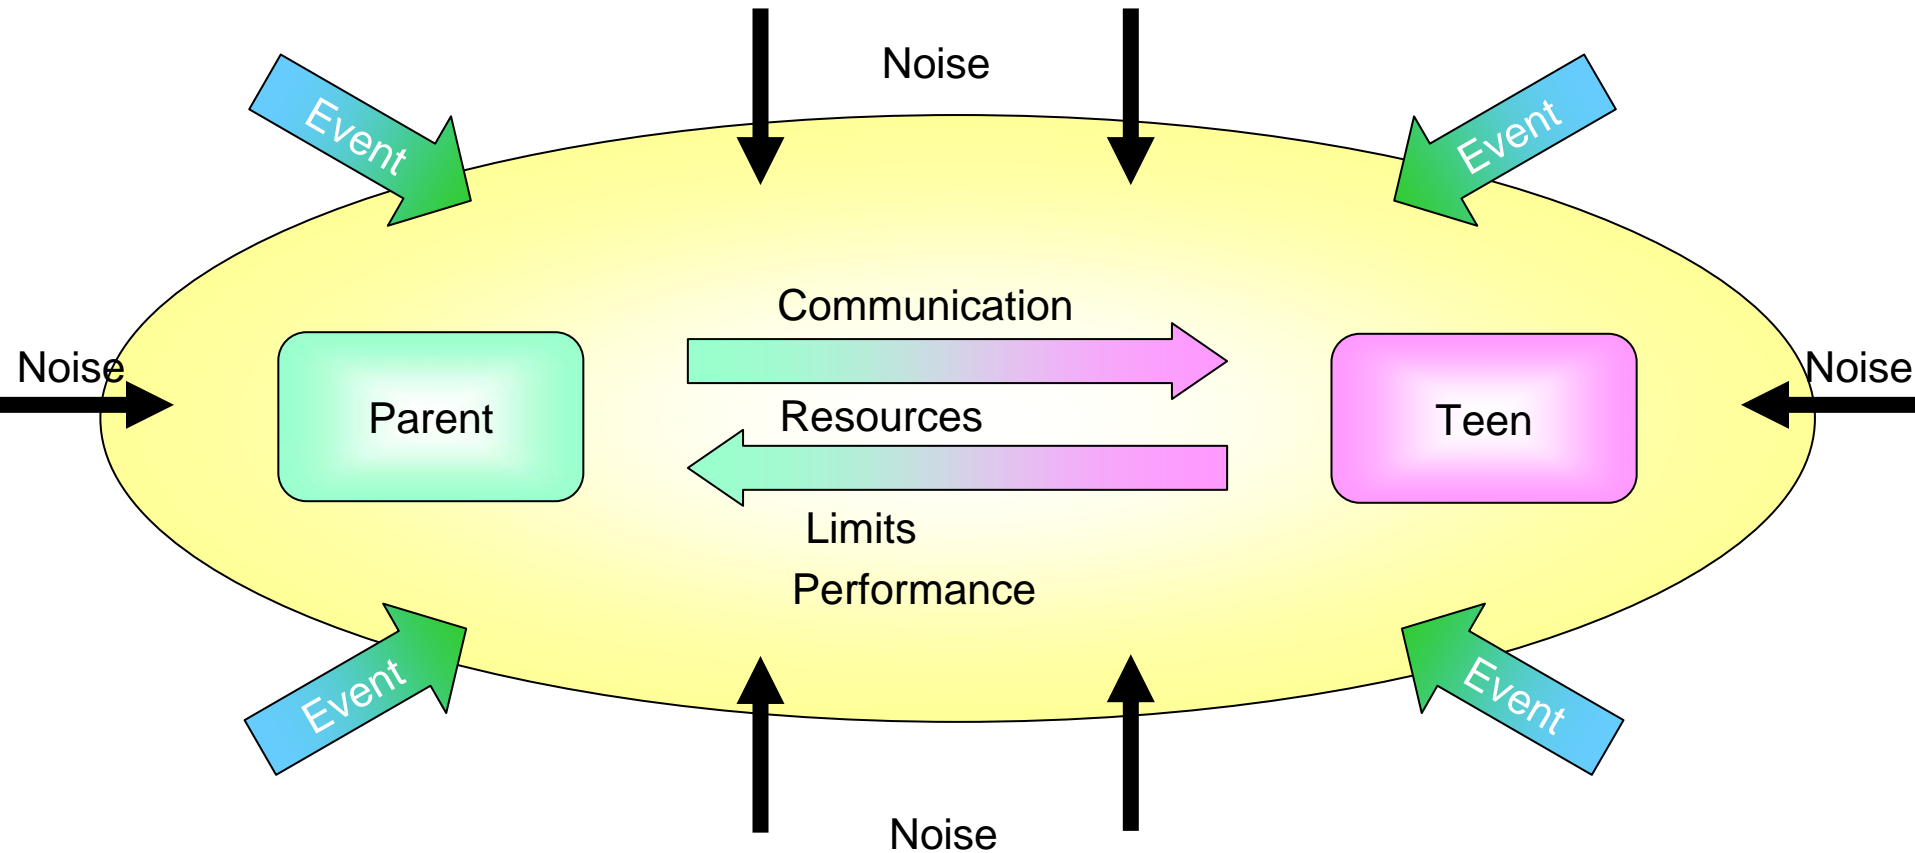 Noise
Event
Event
Communication
Noise
Noise
Parent
Resources
Teen
Limits
Performance
Event
Event
Noise